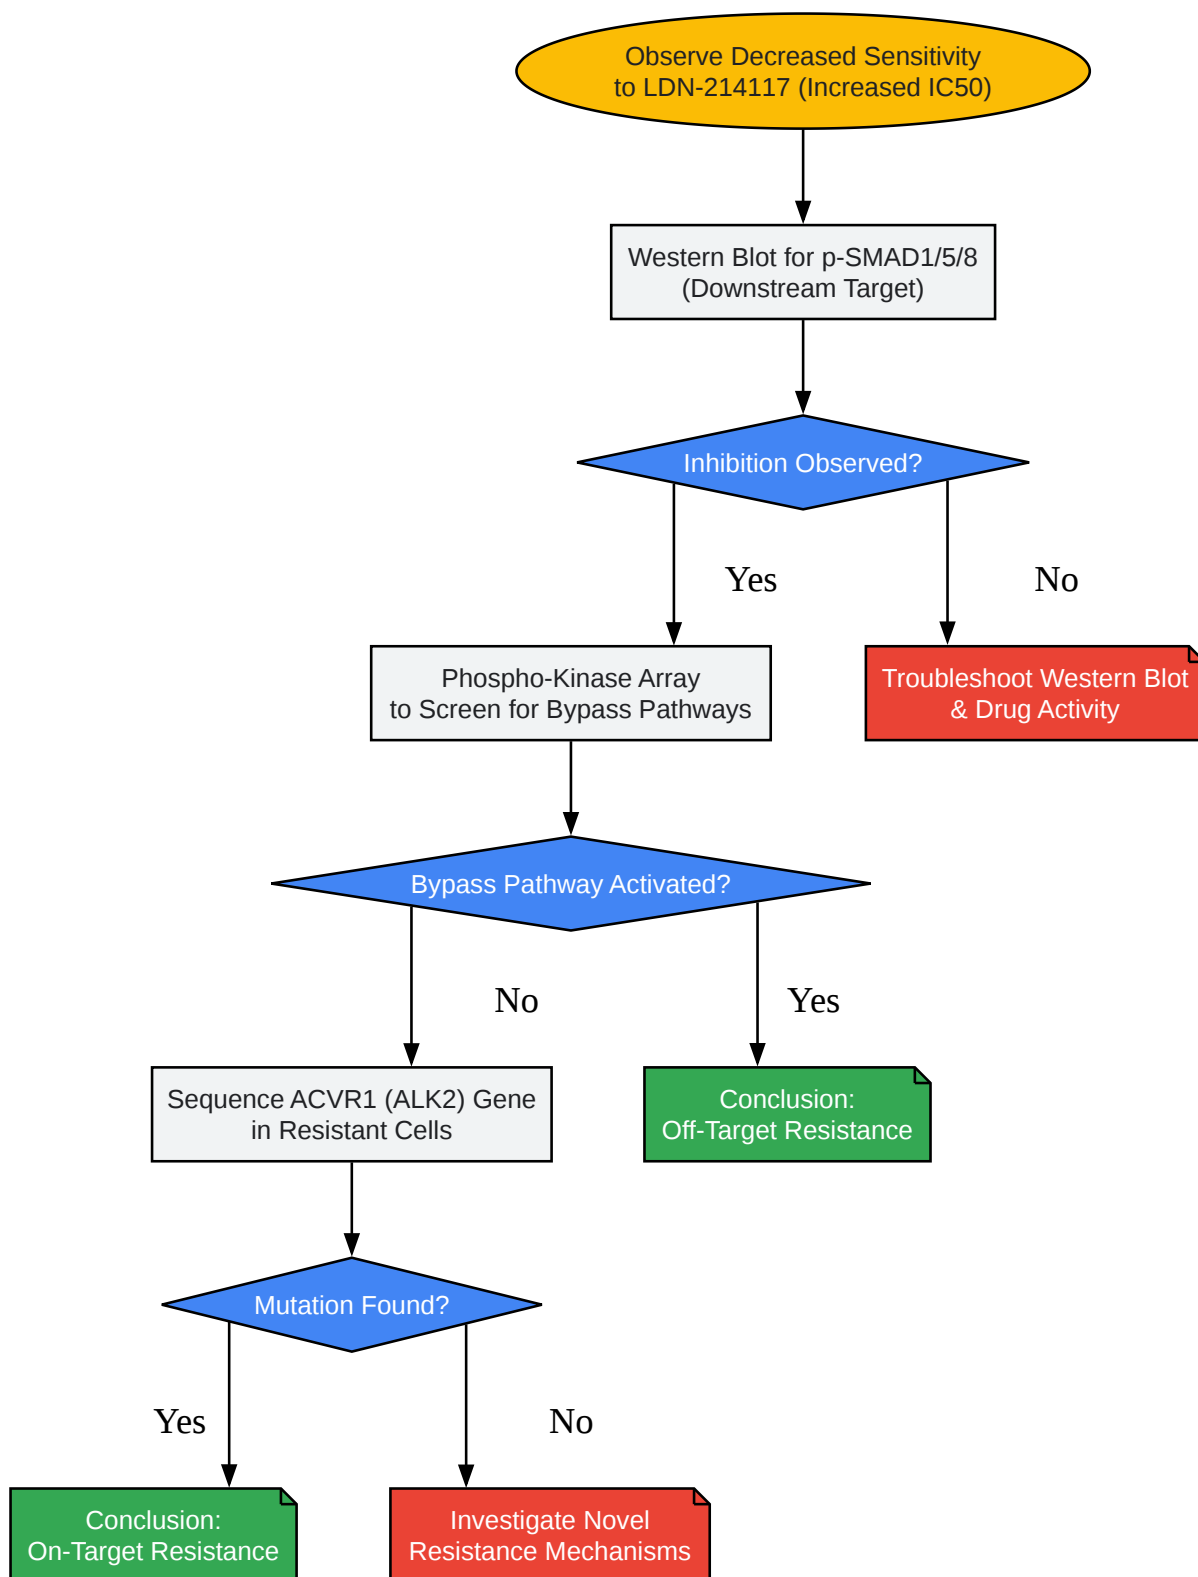 Observe Decreased Sensitivity
to LDN-214117 (Increased IC50)
Western Blot for p-SMAD1/5/8
(Downstream Target)
Inhibition Observed?
Yes
No
Phospho-Kinase Array
to Screen for Bypass Pathways
Troubleshoot Western Blot
& Drug Activity
Bypass Pathway Activated?
No
Yes
Sequence ACVR1 (ALK2) Gene
in Resistant Cells
Conclusion:
Off-Target Resistance
Mutation Found?
Yes
No
Conclusion:
On-Target Resistance
Investigate Novel
Resistance Mechanisms